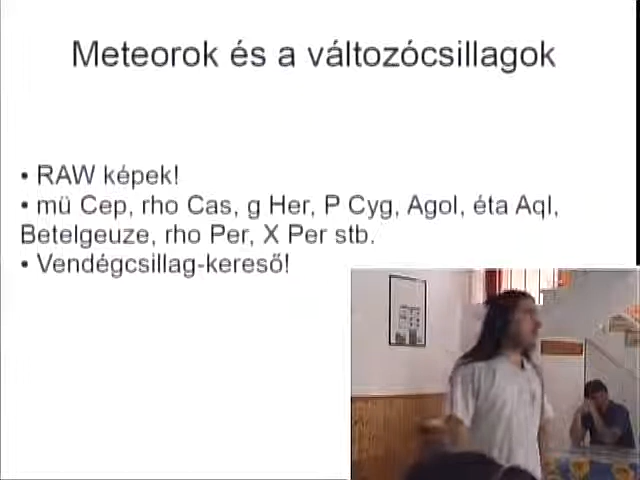 Meteorok és a változócsillagok
• RAW képek!
• mü Cep, rho Cas, g Her, P Cyg, Agol, éta Aql,
Betelgeuze, rho Per, X Per stb.
• Vendégcsillag-kereső!